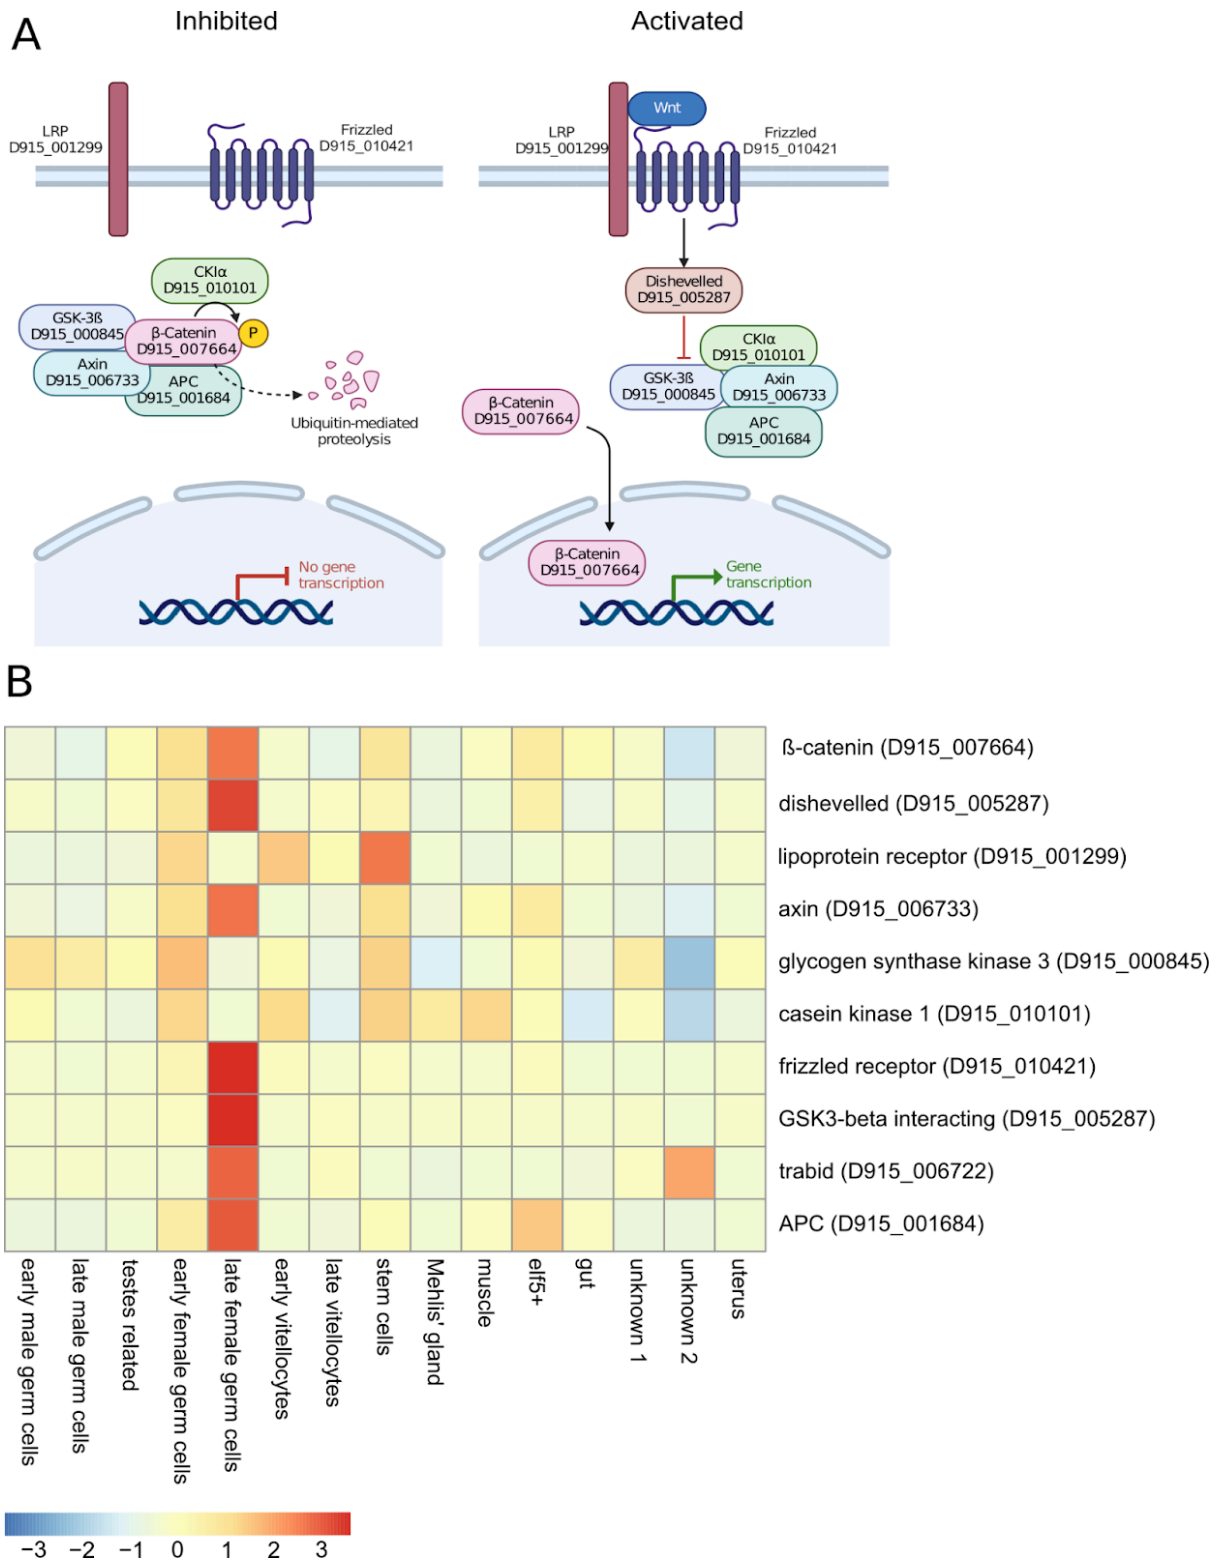 A
Inhibited
Activated
LRP
D915_001299
Frizzled
D915_010421
CKIα
D915_010101
GSK-3ß
D915_000845
β-Catenin
D915_007664
P
Axin
D915_006733
APC
D915_001684
Ubiquitin-mediated
proteolysis
No gene
transcription
Wnt
LRP
D915_001299
Frizzled
D915_010421
Dishevelled
D915_005287
CKIα
D915_010101
GSK-3ß
D915_000845
Axin
D915_006733
APC
D915_001684
β-Catenin
D915_007664
β-Catenin
D915_007664
Gene
transcription
B
ß-catenin (D915_007664)
dishevelled (D915_005287)
lipoprotein receptor (D915_001299)
axin (D915_006733)
glycogen synthase kinase 3 (D915_000845)
casein kinase 1 (D915_010101)
frizzled receptor (D915_010421)
GSK3-beta interacting (D915_005287)
trabid (D915_006722)
APC (D915_001684)
early male germ cells
late male germ cells
testes related
early female germ cells
late female germ cells
early vitellocytes
late vitellocytes
stem cells
Mehlis' gland
muscle
elf5+
gut
unknown 1
unknown 2
uterus
−3 −2 −1 0 1 2 3